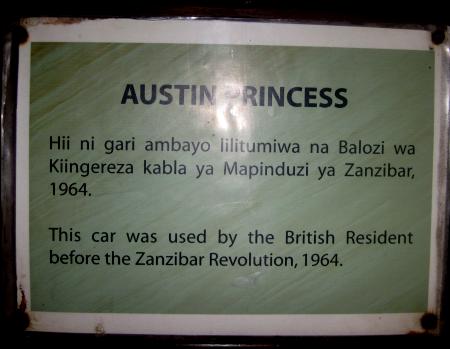 AUSTIN PRINCESS
Hii ni gari ambayo lilitumiwa na Balozi wa
Kiingereza kabla ya Mapinduzi ya Zanzibar,
1964.
This car was used by the British Resident
before the Zanzibar Revolution, 1964.